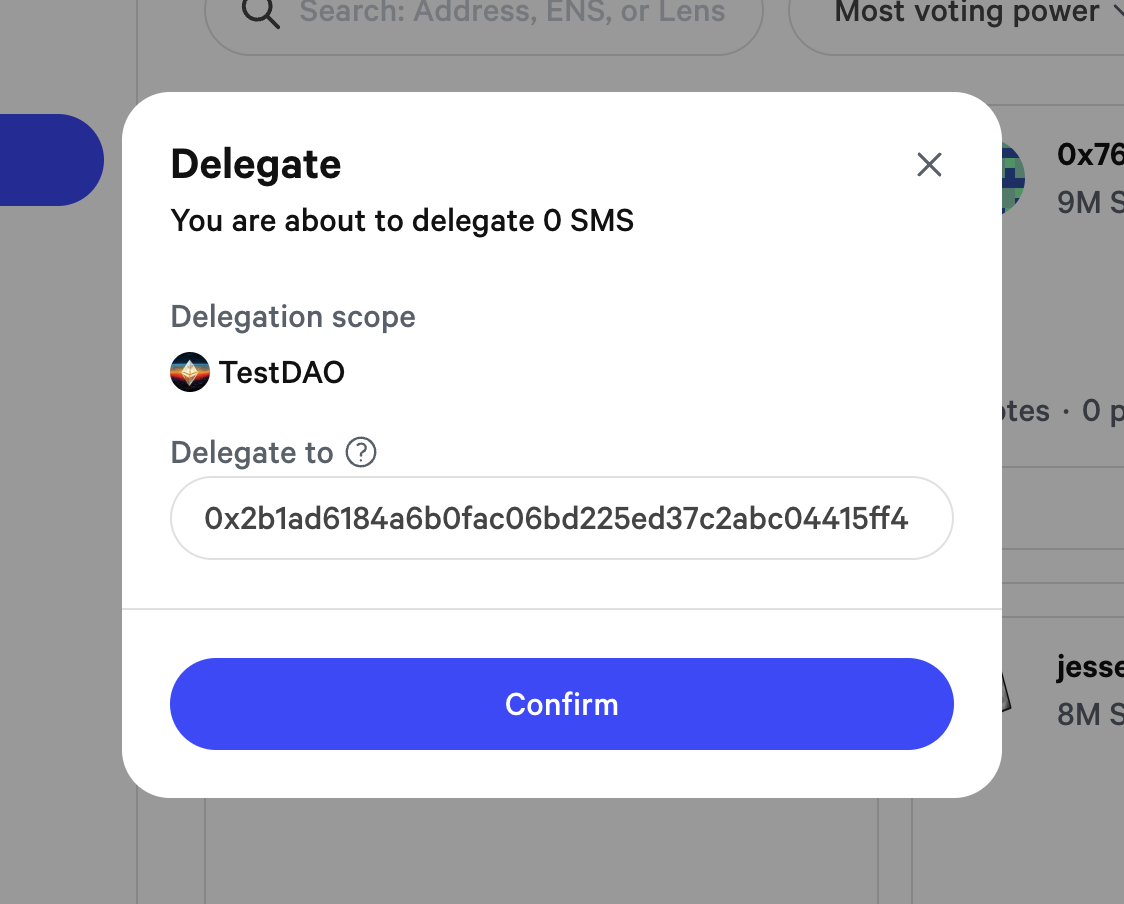 Search: Address, ENS, or Lens
Most voting power
Delegate
You are about to delegate 0 SMS
Delegation scope
TestDAO
Delegate to ?
0x2b1ad6184a6b0fac06bd225ed37c2abc04415ff4
Confirm
0x76
9M S
otes · 0 p
jesse
8M S